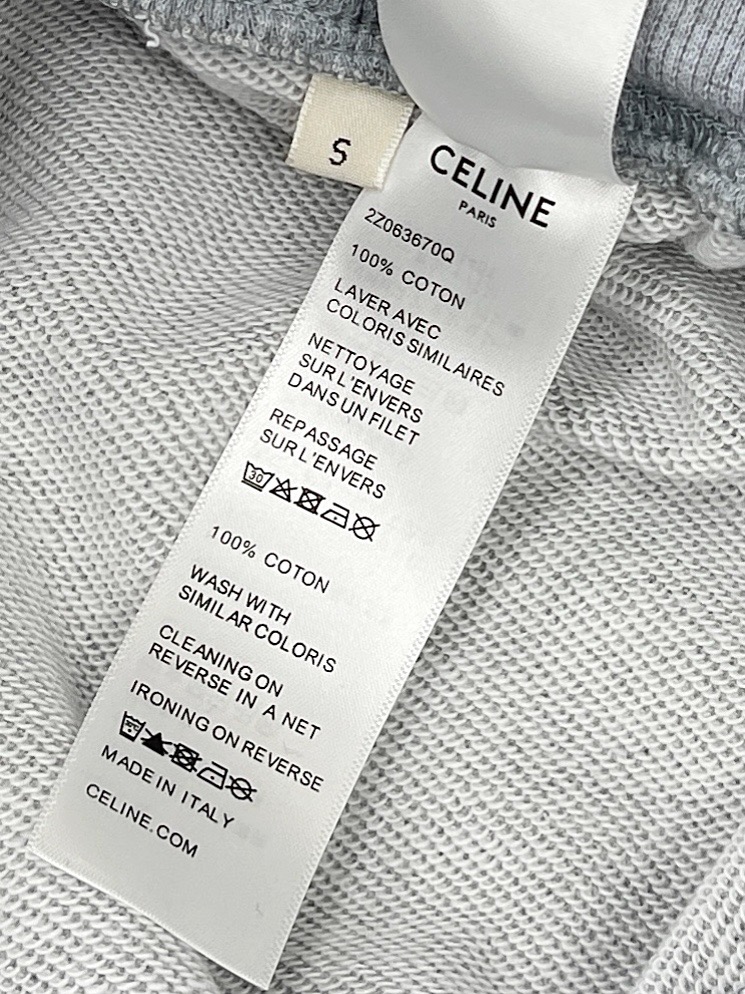 S
CELINE
PARIS
2Z063670Q
100% COTON
LAVER AVEC
COLORIS SIMILAIRES
NETTOYAGE
SUR L'ENVERS
DANS UN FILET
REPASSAGE
SUR L'ENVERS
30
100% COTON
WASH WITH
SIMILAR COLORIS
CLEANING ON
REVERSE IN A NET
IRONING ON REVERSE
MADE IN ITALY
CELINE.COM